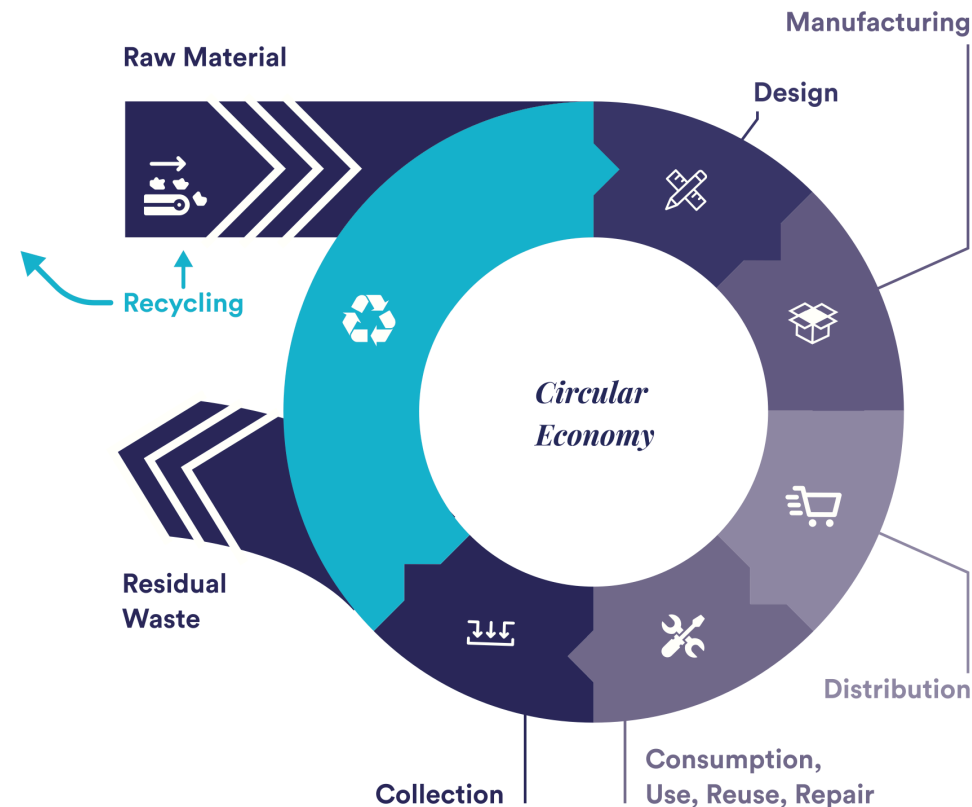 Manufacturing
Raw Material
Design
Recycling
Circular
Economy
Residual
Waste
Distribution
Consumption,
Use, Reuse, Repair
Collection